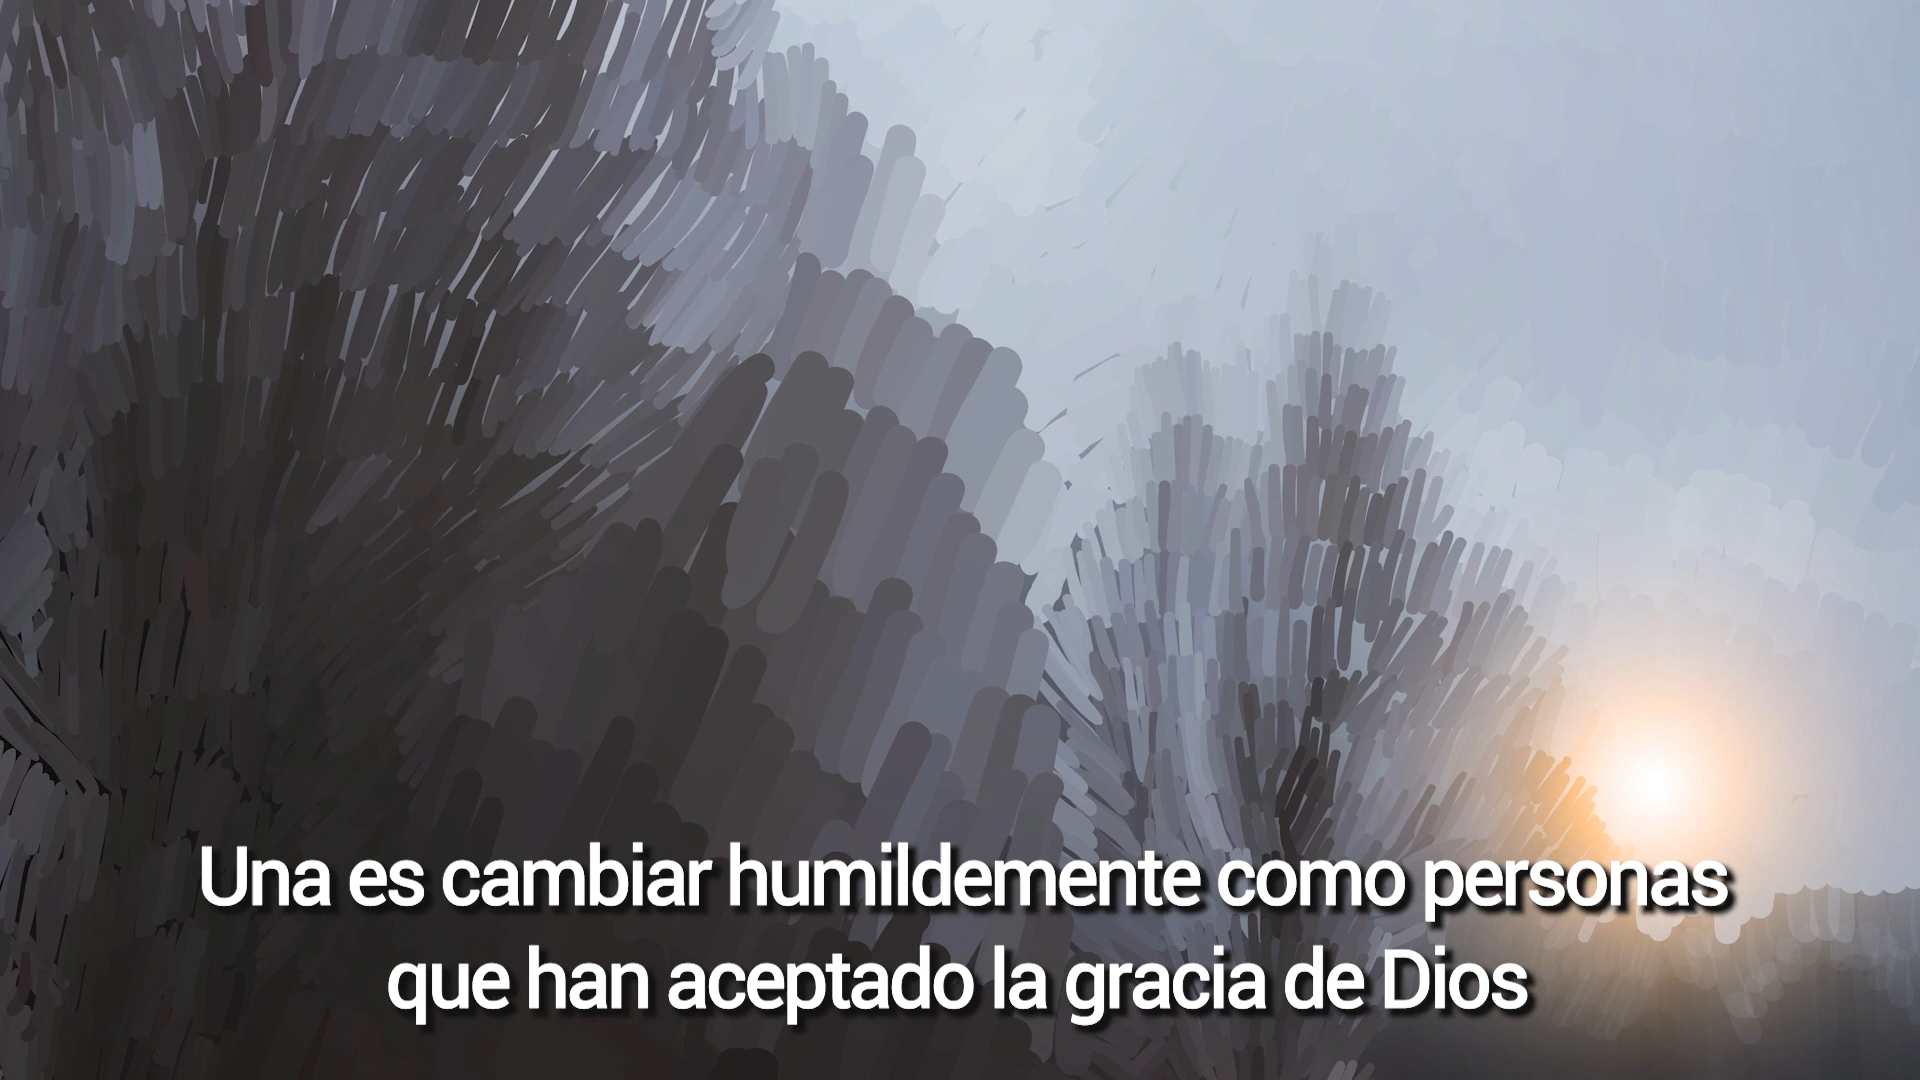 Una es cambiar humildemente como personas
que han aceptado la gracia de Dios